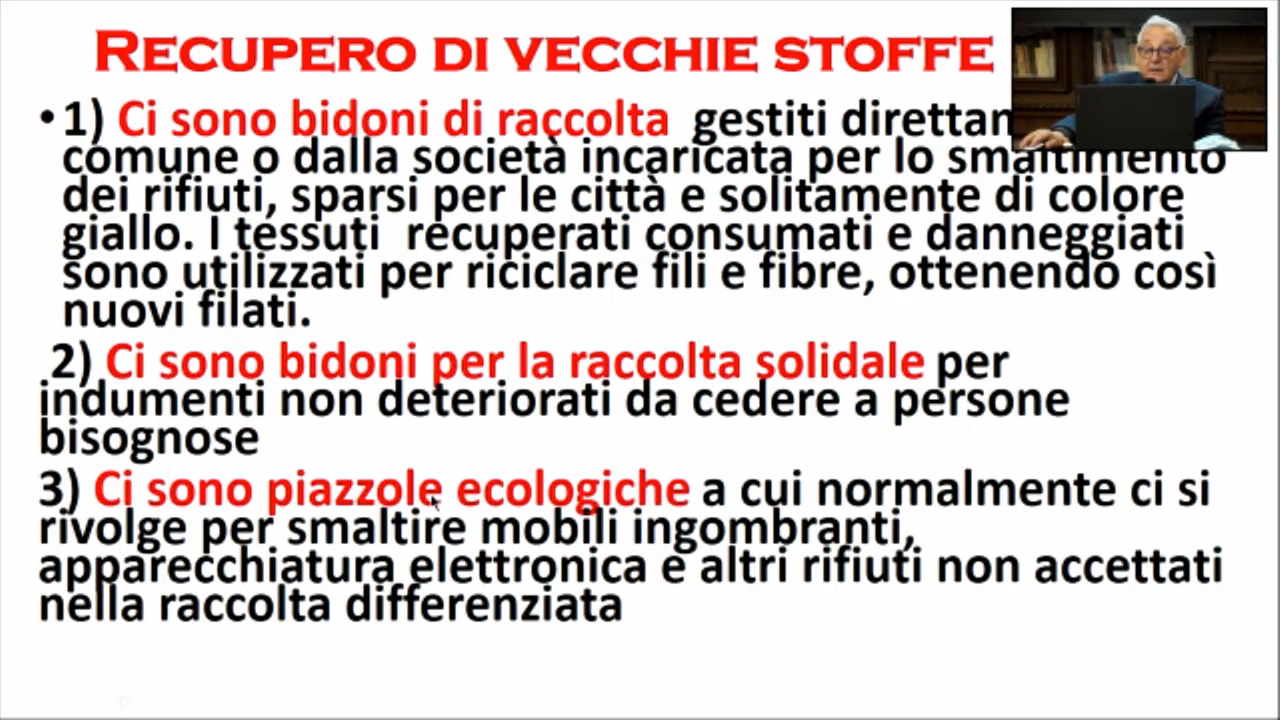 RECUPERO DI VECCHIE STOFFE
• 1) Ci sono bidoni di raccolta gestiti
comune o dalla società incaricata per lo smaltimento
dei rifiuti, sparsi per le città e solitamente di colore
giallo. I tessuti recuperati consumati e danneggiati
sono utilizzati per riciclare fili e fibre, ottenendo così
nuovi filati.
2) Ci sono bidoni per la raccolta solidale per
indumenti non deteriorati da cedere a persone
bisognose
3) Ci sono piazzole ecologiche a cui normalmente ci si
rivolge per smaltire mobili ingombranti,
apparecchiatura elettronica e altri rifiuti non accettati
nella raccolta differenziata